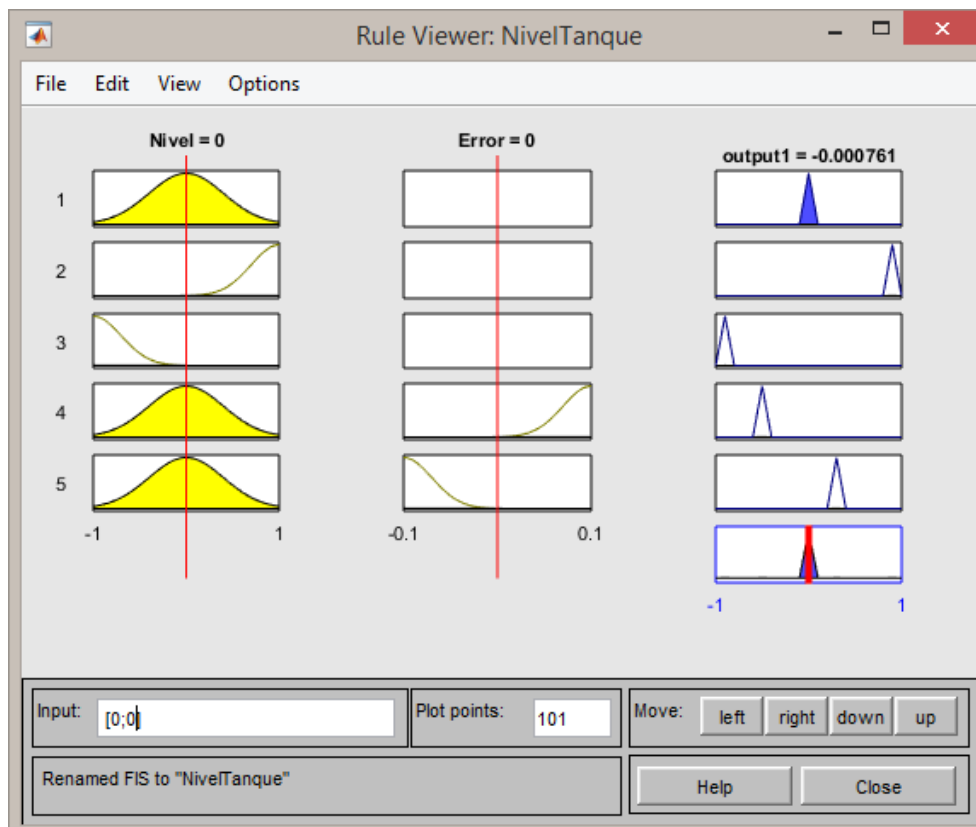 Rule Viewer: NivelTanque
File Edit View Options
Nivel = 0 Error = 0 output1 = -0.000761
1
2
3
4
5
-1 1 -0.1 0.1
-1 1
Input: [0;0] Plot points: 101 Move: left right down up
Renamed FIS to "NivelTanque" Help Close